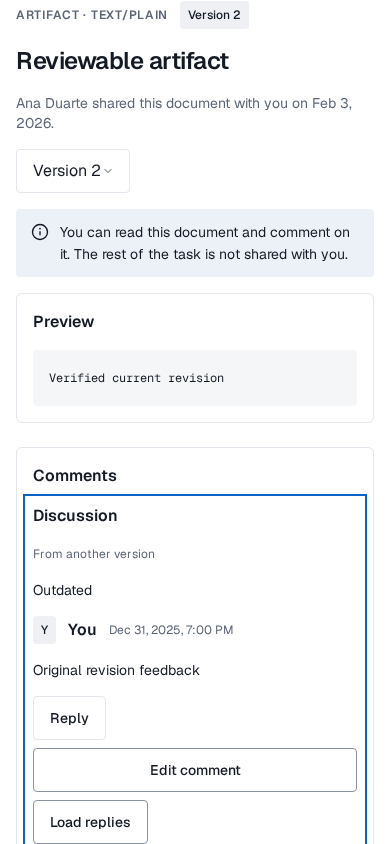 ARTIFACT · TEXT/PLAIN Version 2
Reviewable artifact
Ana Duarte shared this document with you on Feb 3,
2026.
Version 2
You can read this document and comment on
it. The rest of the task is not shared with you.
Preview
Verified current revision
Comments
Discussion
From another version
Outdated
Y You Dec 31, 2025, 7:00 PM
Original revision feedback
Reply
Edit comment
Load replies